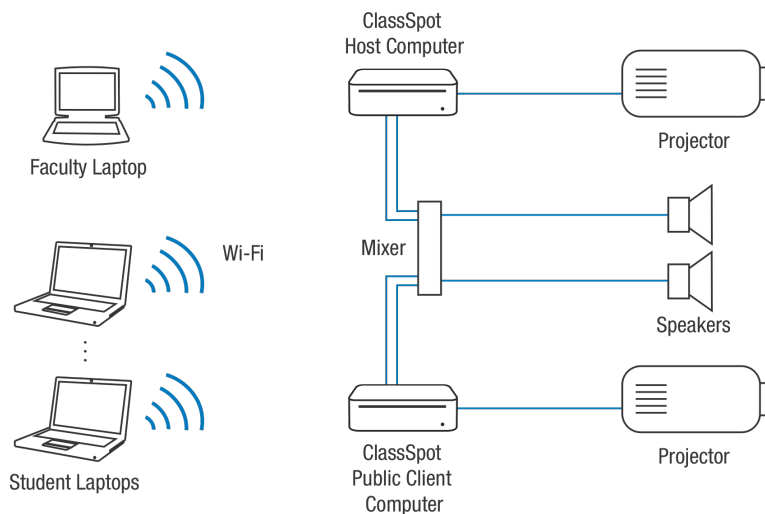 ClassSpot
Host Computer
Faculty Laptop
Projector
Wi-Fi
Mixer
Speakers
Student Laptops
ClassSpot
Public Client
Computer
Projector